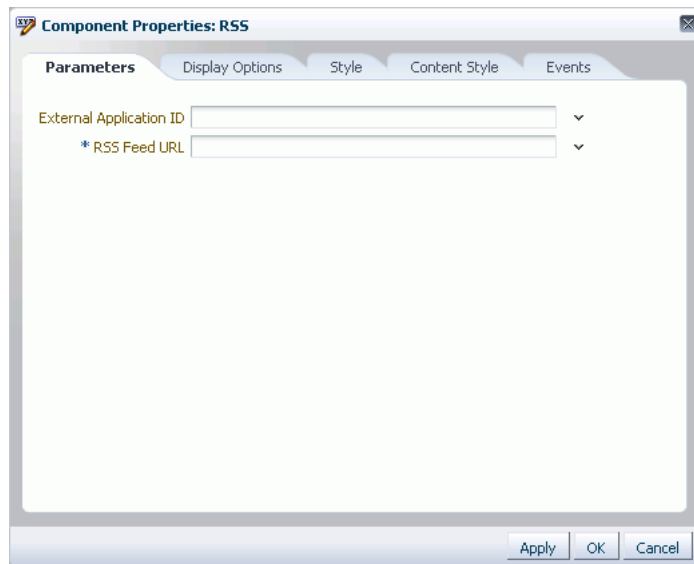 Component Properties: RSS
Parameters Display Options Style Content Style Events
External Application ID
* RSS Feed URL
Apply OK Cancel